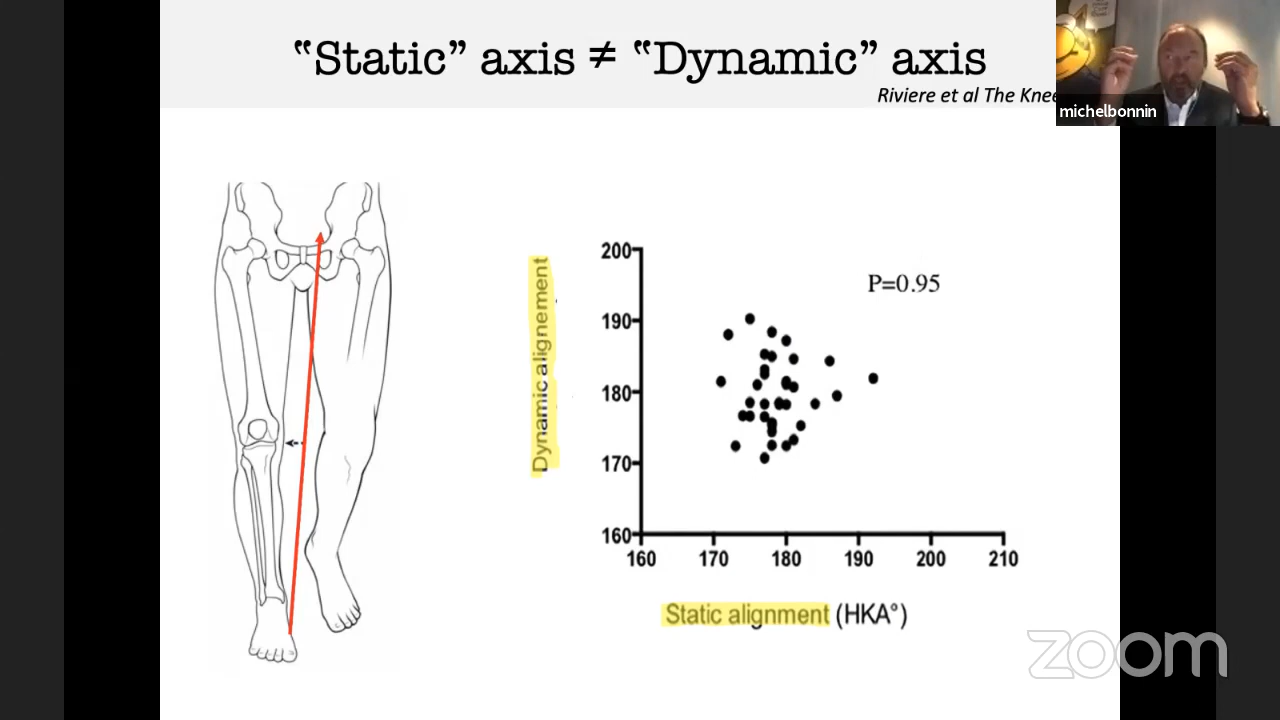 “Static” axis ≠ “Dynamic” axis
Riviere et al The Knee
michelbonnin
Dynamic alignement
200
190
180
170
160
P=0.95
160 170 180 190 200 210
Static alignment (HKA°)
zoom